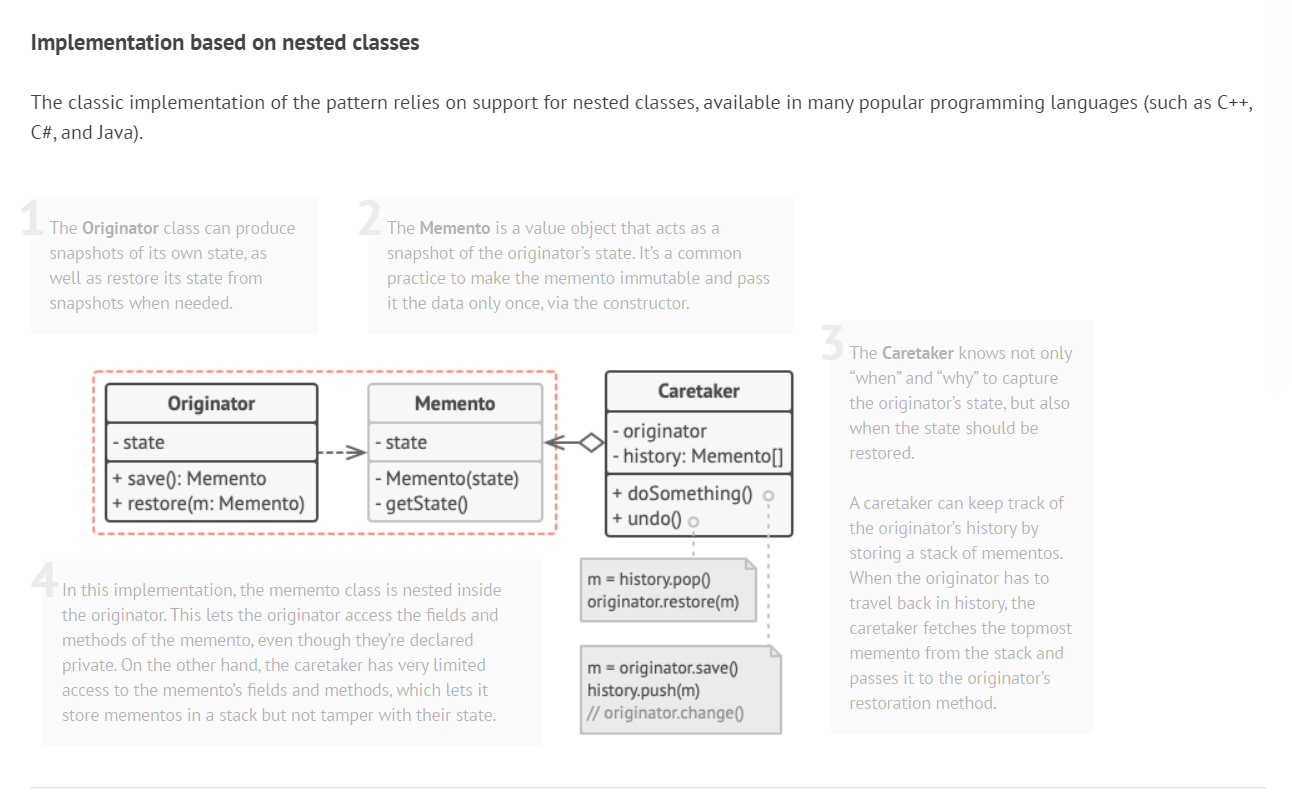 Implementation based on nested classes
The classic implementation of the pattern relies on support for nested classes, available in many popular programming languages (such as C++,
C#, and Java).
1
The Originator class can produce
snapshots of its own state, as
well as restore its state from
snapshots when needed.
2
The Memento is a value object that acts as a
snapshot of the originator’s state. It’s a common
practice to make the memento immutable and pass
it the data only once, via the constructor.
3
The Caretaker knows not only
“when” and “why” to capture
the originator’s state, but also
when the state should be
restored.
A caretaker can keep track of
the originator’s history by
storing a stack of mementos.
When the originator has to
travel back in history, the
caretaker fetches the topmost
memento from the stack and
passes it to the originator’s
restoration method.
Originator
- state
+ save(): Memento
+ restore(m: Memento)
Memento
- state
- Memento(state)
- getState()
Caretaker
- originator
- history: Memento[]
+ doSomething()
+ undo()
m = history.pop()
originator.restore(m)
m = originator.save()
history.push(m)
// originator.change()
4
In this implementation, the memento class is nested inside
the originator. This lets the originator access the fields and
methods of the memento, even though they’re declared
private. On the other hand, the caretaker has very limited
access to the memento’s fields and methods, which lets it
store mementos in a stack but not tamper with their state.